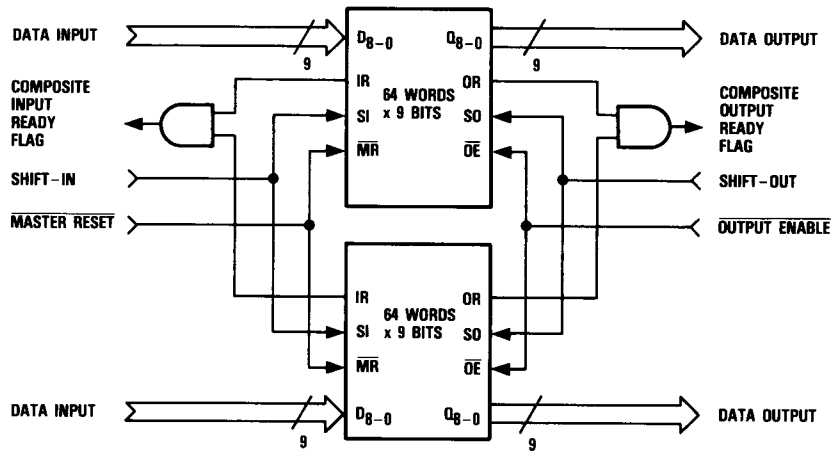 DATA INPUT
9
D8–0
Q8–0
9
DATA OUTPUT
COMPOSITE
INPUT
READY
FLAG
IR
OR
64 WORDS
x 9 BITS
SI
SO
MR
OE
COMPOSITE
OUTPUT
READY
FLAG
SHIFT–IN
SHIFT–OUT
MASTER RESET
OUTPUT ENABLE
IR
OR
64 WORDS
x 9 BITS
SI
SO
MR
OE
DATA INPUT
9
D8–0
Q8–0
9
DATA OUTPUT